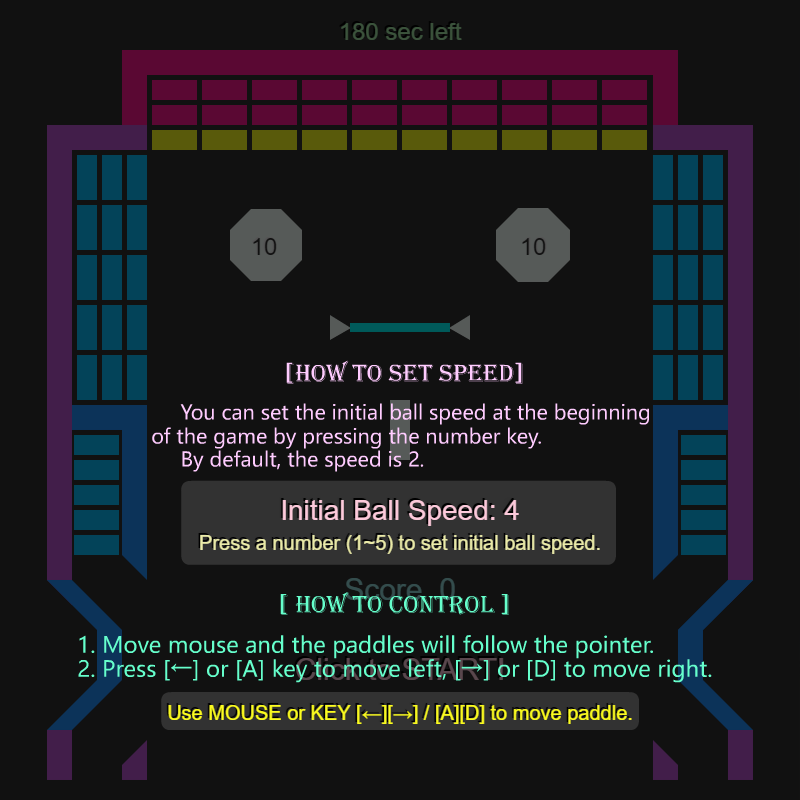 180 sec left
10
10
[HOW TO SET SPEED]
You can set the initial ball speed at the beginning
of the game by pressing the number key.
By default, the speed is 2.
Initial Ball Speed: 4
Press a number (1~5) to set initial ball speed.
Score 0
[ HOW TO CONTROL ]
1. Move mouse and the paddles will follow the pointer.
2. Press [←] or [A] key to move left, [→] or [D] to move right.
Click to START!
Use MOUSE or KEY [←][→] / [A][D] to move paddle.